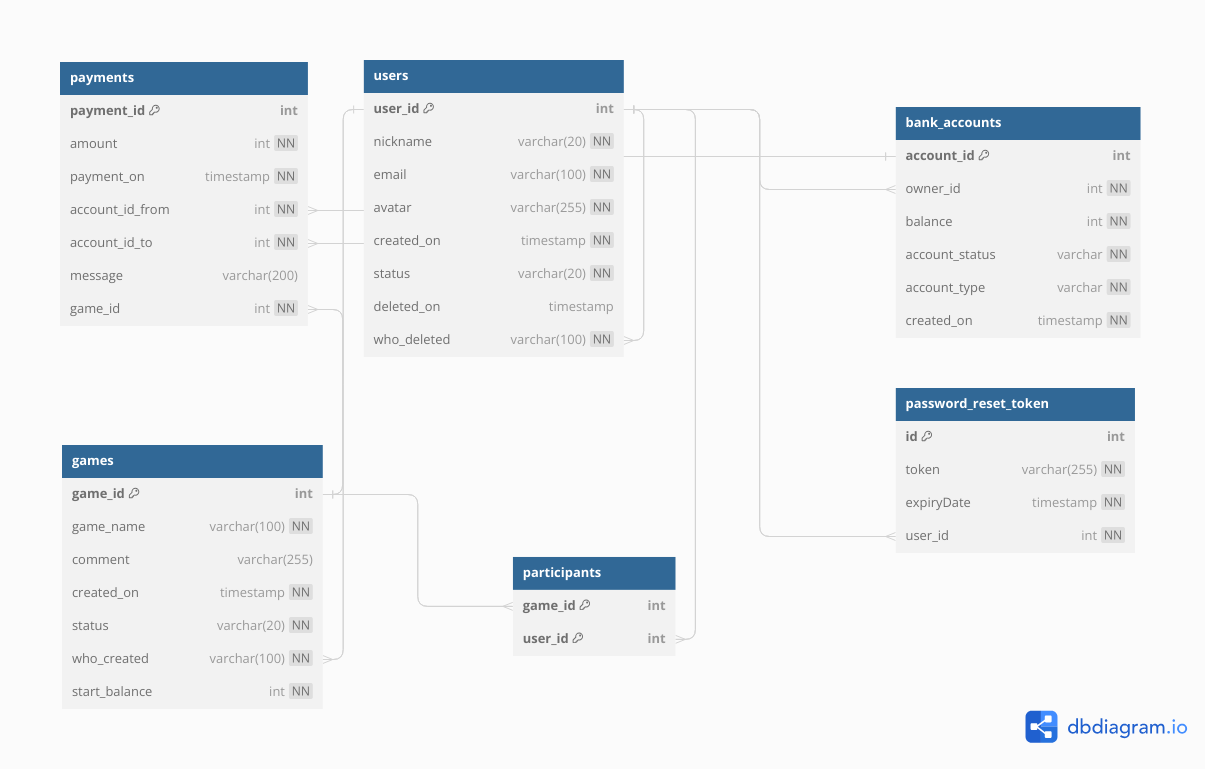 payments
payment_id int
amount int NN
payment_on timestamp NN
account_id_from int NN
account_id_to int NN
message varchar(200)
game_id int NN
users
user_id int
nickname varchar(20) NN
email varchar(100) NN
avatar varchar(255) NN
created_on timestamp NN
status varchar(20) NN
deleted_on timestamp
who_deleted varchar(100) NN
bank_accounts
account_id int
owner_id int NN
balance int NN
account_status varchar NN
account_type varchar NN
created_on timestamp NN
password_reset_token
id int
token varchar(255) NN
expiryDate timestamp NN
user_id int NN
games
game_id int
game_name varchar(100) NN
comment varchar(255)
created_on timestamp NN
status varchar(20) NN
who_created varchar(100) NN
start_balance int NN
participants
game_id int
user_id int
dbdiagram.io